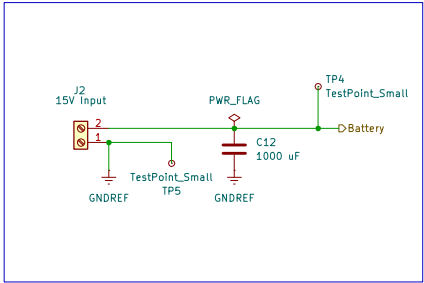 TP4
TestPoint_Small
J2
15V Input
PWR_FLAG
2
Battery
1
C12
1000 uF
TestPoint_Small
TP5
GNDREF
GNDREF